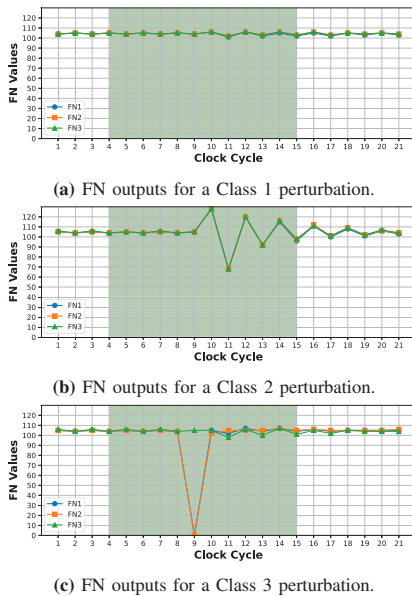 120
110
100
90
80
70
60
50
40
30
20
10
0
FN Values
FN1
FN2
FN3
1 2 3 4 5 6 7 8 9 10 11 12 13 14 15 16 17 18 19 20 21
Clock Cycle
(a) FN outputs for a Class 1 perturbation.
120
110
100
90
80
70
60
50
40
30
20
10
0
FN Values
FN1
FN2
FN3
1 2 3 4 5 6 7 8 9 10 11 12 13 14 15 16 17 18 19 20 21
Clock Cycle
(b) FN outputs for a Class 2 perturbation.
120
110
100
90
80
70
60
50
40
30
20
10
0
FN Values
FN1
FN2
FN3
1 2 3 4 5 6 7 8 9 10 11 12 13 14 15 16 17 18 19 20 21
Clock Cycle
(c) FN outputs for a Class 3 perturbation.